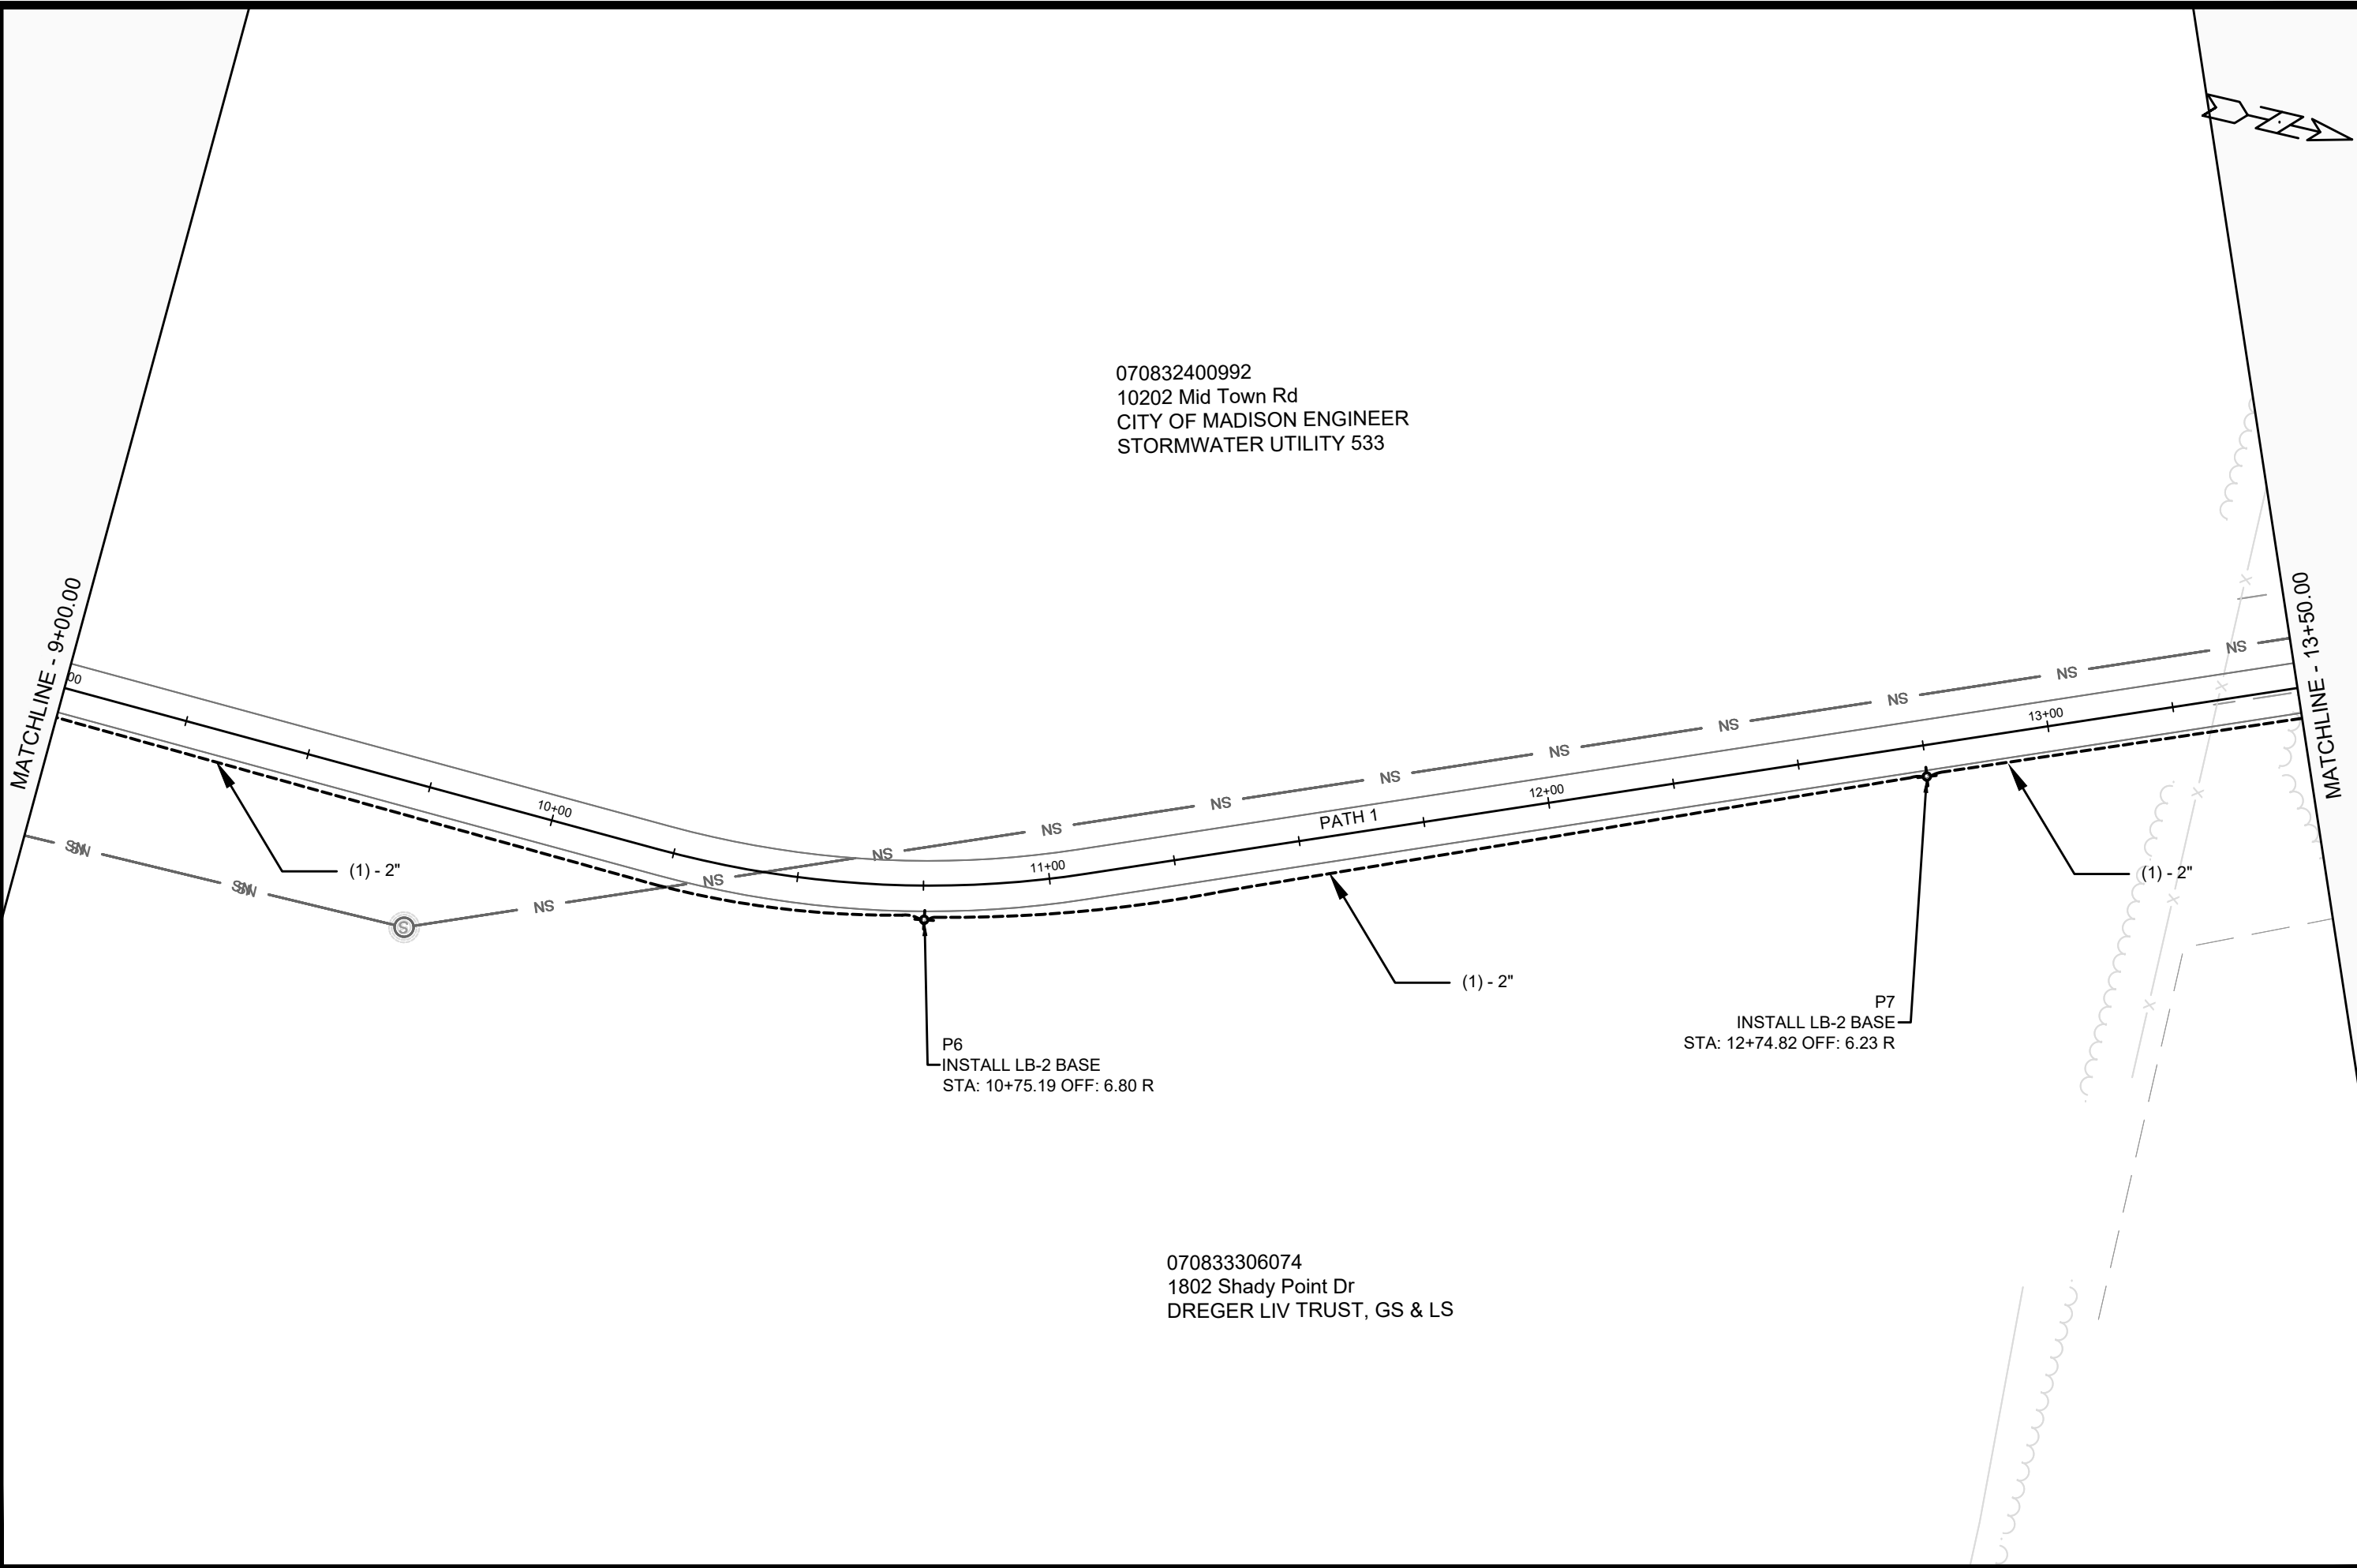 070832400992
10202 Mid Town Rd
CITY OF MADISON ENGINEER
STORMWATER UTILITY 533
MATCHLINE - 9+00.00
MATCHLINE - 13+50.00
00
10+00
11+00
12+00
13+00
PATH 1
NS
NS
NS
NS
NS
NS
NS
NS
NS
NS
NS
S
(1) - 2"
(1) - 2"
(1) - 2"
P6
INSTALL LB-2 BASE
STA: 10+75.19 OFF: 6.80 R
P7
INSTALL LB-2 BASE
STA: 12+74.82 OFF: 6.23 R
070833306074
1802 Shady Point Dr
DREGER LIV TRUST, GS & LS